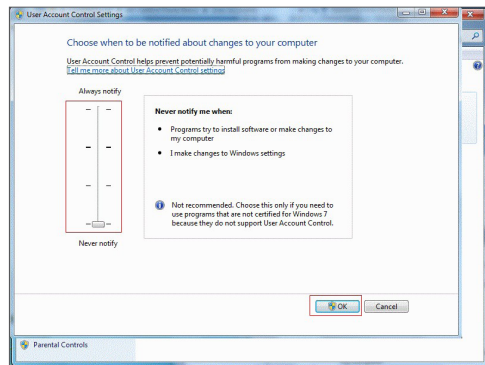 User Account Control Settings
Choose when to be notified about changes to your computer
User Account Control helps prevent potentially harmful programs from making changes to your computer.
Tell me more about User Account Control settings
Always notify
Never notify me when:
• Programs try to install software or make changes to
my computer
• I make changes to Windows settings
Not recommended. Choose this only if you need to
use programs that are not certified for Windows 7
because they do not support User Account Control.
Never notify
OK
Cancel
Parental Controls